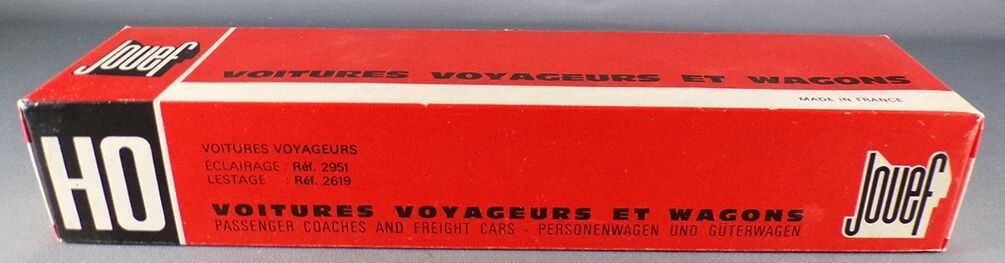 Jouef
VOITURES VOYAGEURS ET WAGONS
MADE IN FRANCE
HO
VOITURES VOYAGEURS
ÉCLAIRAGE : Réf. 2951
LESTAGE : Réf. 2619
VOITURES VOYAGEURS ET WAGONS
PASSENGER COACHES AND FREIGHT CARS - PERSONENWAGEN UND GÜTERWAGEN
Jouef